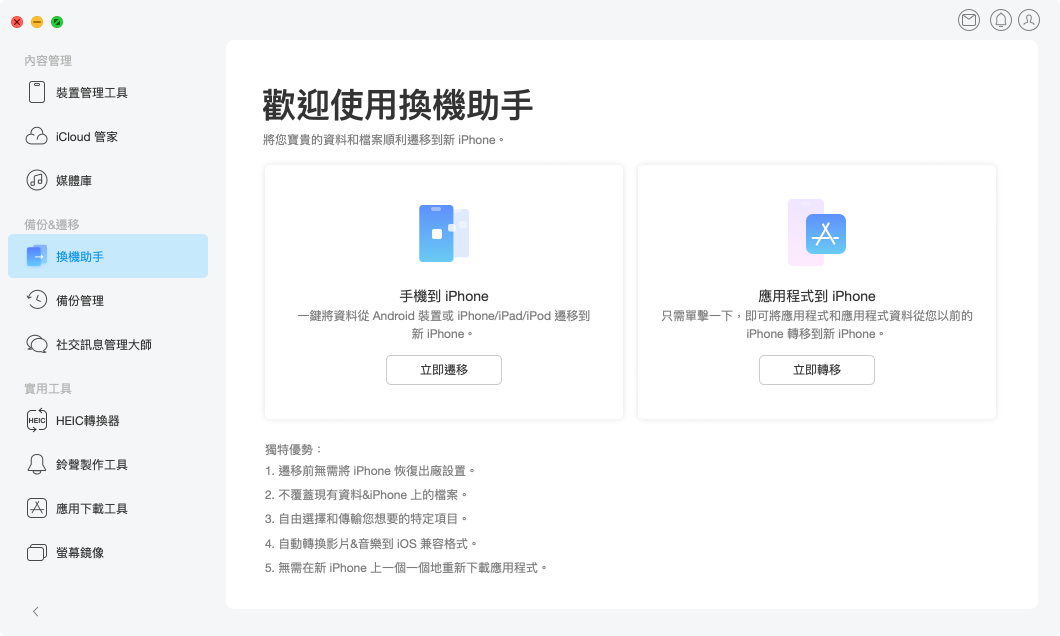 內容管理
裝置管理工具
iCloud 管家
媒體庫
備份&遷移
換機助手
備份管理
社交訊息管理大師
實用工具
HEIC
HEIC轉換器
鈴聲製作工具
應用下載工具
螢幕鏡像
歡迎使用換機助手
將您寶貴的資料和檔案順利遷移到新 iPhone。
手機到 iPhone
一鍵將資料從 Android 裝置或 iPhone/iPad/iPod 遷移到
新 iPhone。
立即遷移
應用程式到 iPhone
只需單擊一下，即可將應用程式和應用程式資料從您以前的
iPhone 轉移到新 iPhone。
立即轉移
獨特優勢：
1. 遷移前無需將 iPhone 恢復出廠設置。
2. 不覆蓋現有資料&iPhone 上的檔案。
3. 自由選擇和傳輸您想要的特定項目。
4. 自動轉換影片&音樂到 iOS 兼容格式。
5. 無需在新 iPhone 上一個一個地重新下載應用程式。